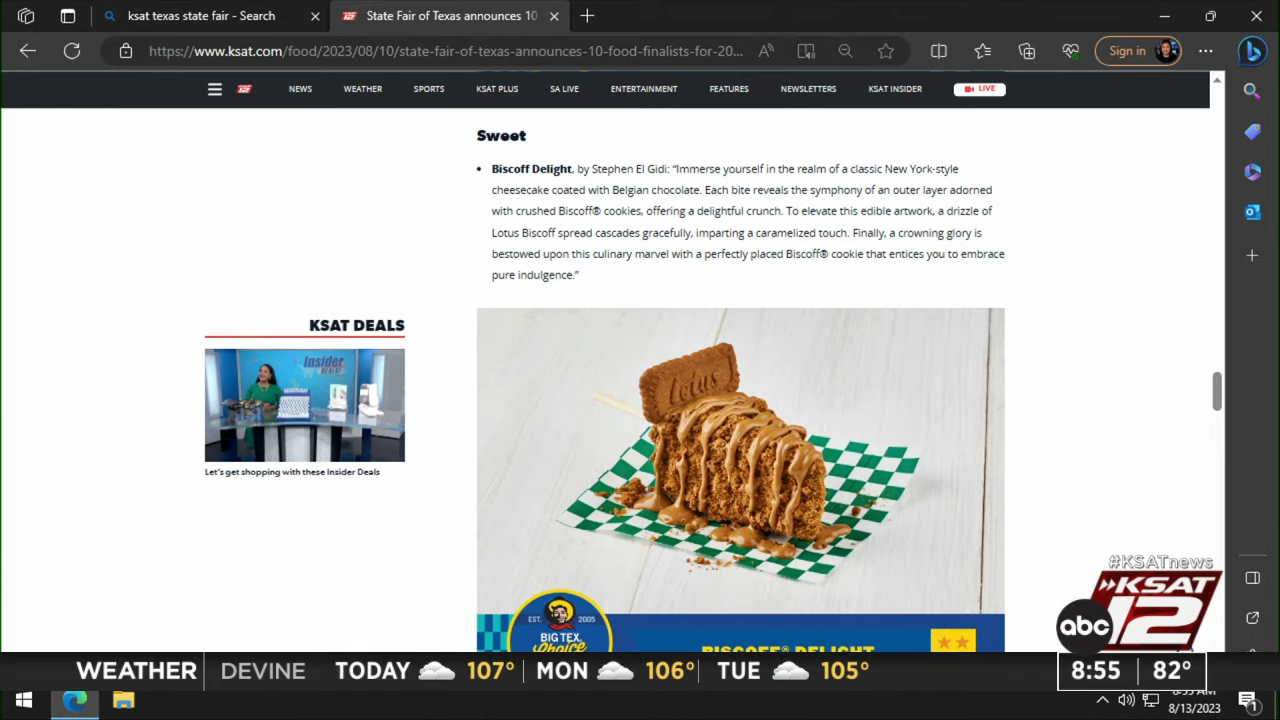 ksat texas state fair - Search
State Fair of Texas announces 10
https://www.ksat.com/food/2023/08/10/state-fair-of-texas-announces-10-food-finalists-for-20...
Sign in
NEWS WEATHER SPORTS KSAT PLUS SA LIVE ENTERTAINMENT FEATURES NEWSLETTERS KSAT INSIDER LIVE
Sweet
• Biscoff Delight, by Stephen El Gidi: “Immerse yourself in the realm of a classic New York-style
cheesecake coated with Belgian chocolate. Each bite reveals the symphony of an outer layer adorned
with crushed Biscoff® cookies, offering a delightful crunch. To elevate this edible artwork, a drizzle of
Lotus Biscoff spread cascades gracefully, imparting a caramelized touch. Finally, a crowning glory is
bestowed upon this culinary marvel with a perfectly placed Biscoff® cookie that entices you to embrace
pure indulgence.”
KSAT DEALS
Insider
Let's get shopping with these Insider Deals
Lotus
EST. 2005
BIG TEX
Choice
BISCOFF® DELIGHT
#KSATnews
KSAT
abc 12
WEATHER DEVINE TODAY 107° MON 106° TUE 105° 8:55 82°
8/13/2023
1